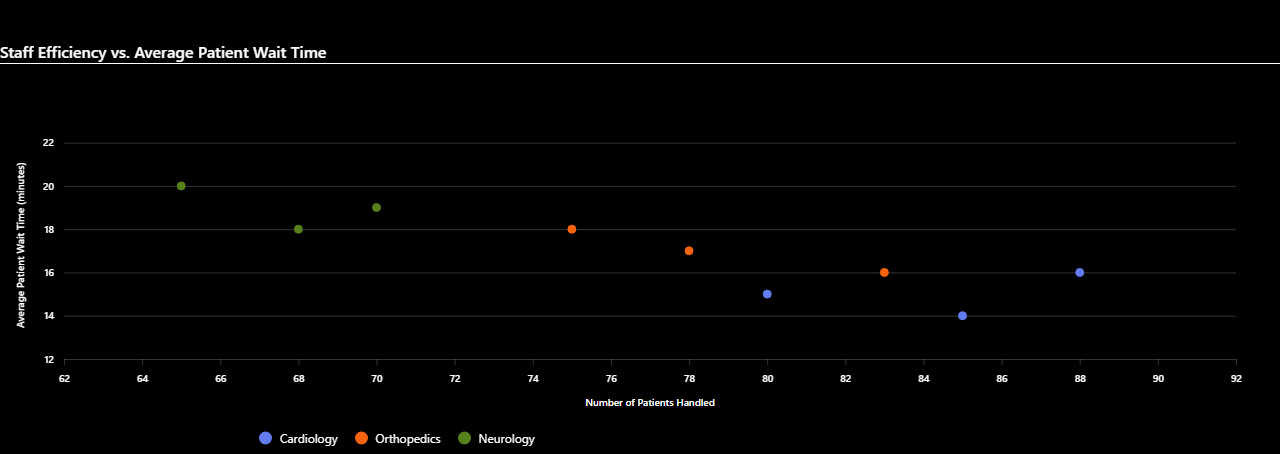 Staff Efficiency vs. Average Patient Wait Time
Average Patient Wait Time (minutes)
22
20
18
16
14
12
62 64 66 68 70 72 74 76 78 80 82 84 86 88 90 92
Number of Patients Handled
Cardiology Orthopedics Neurology